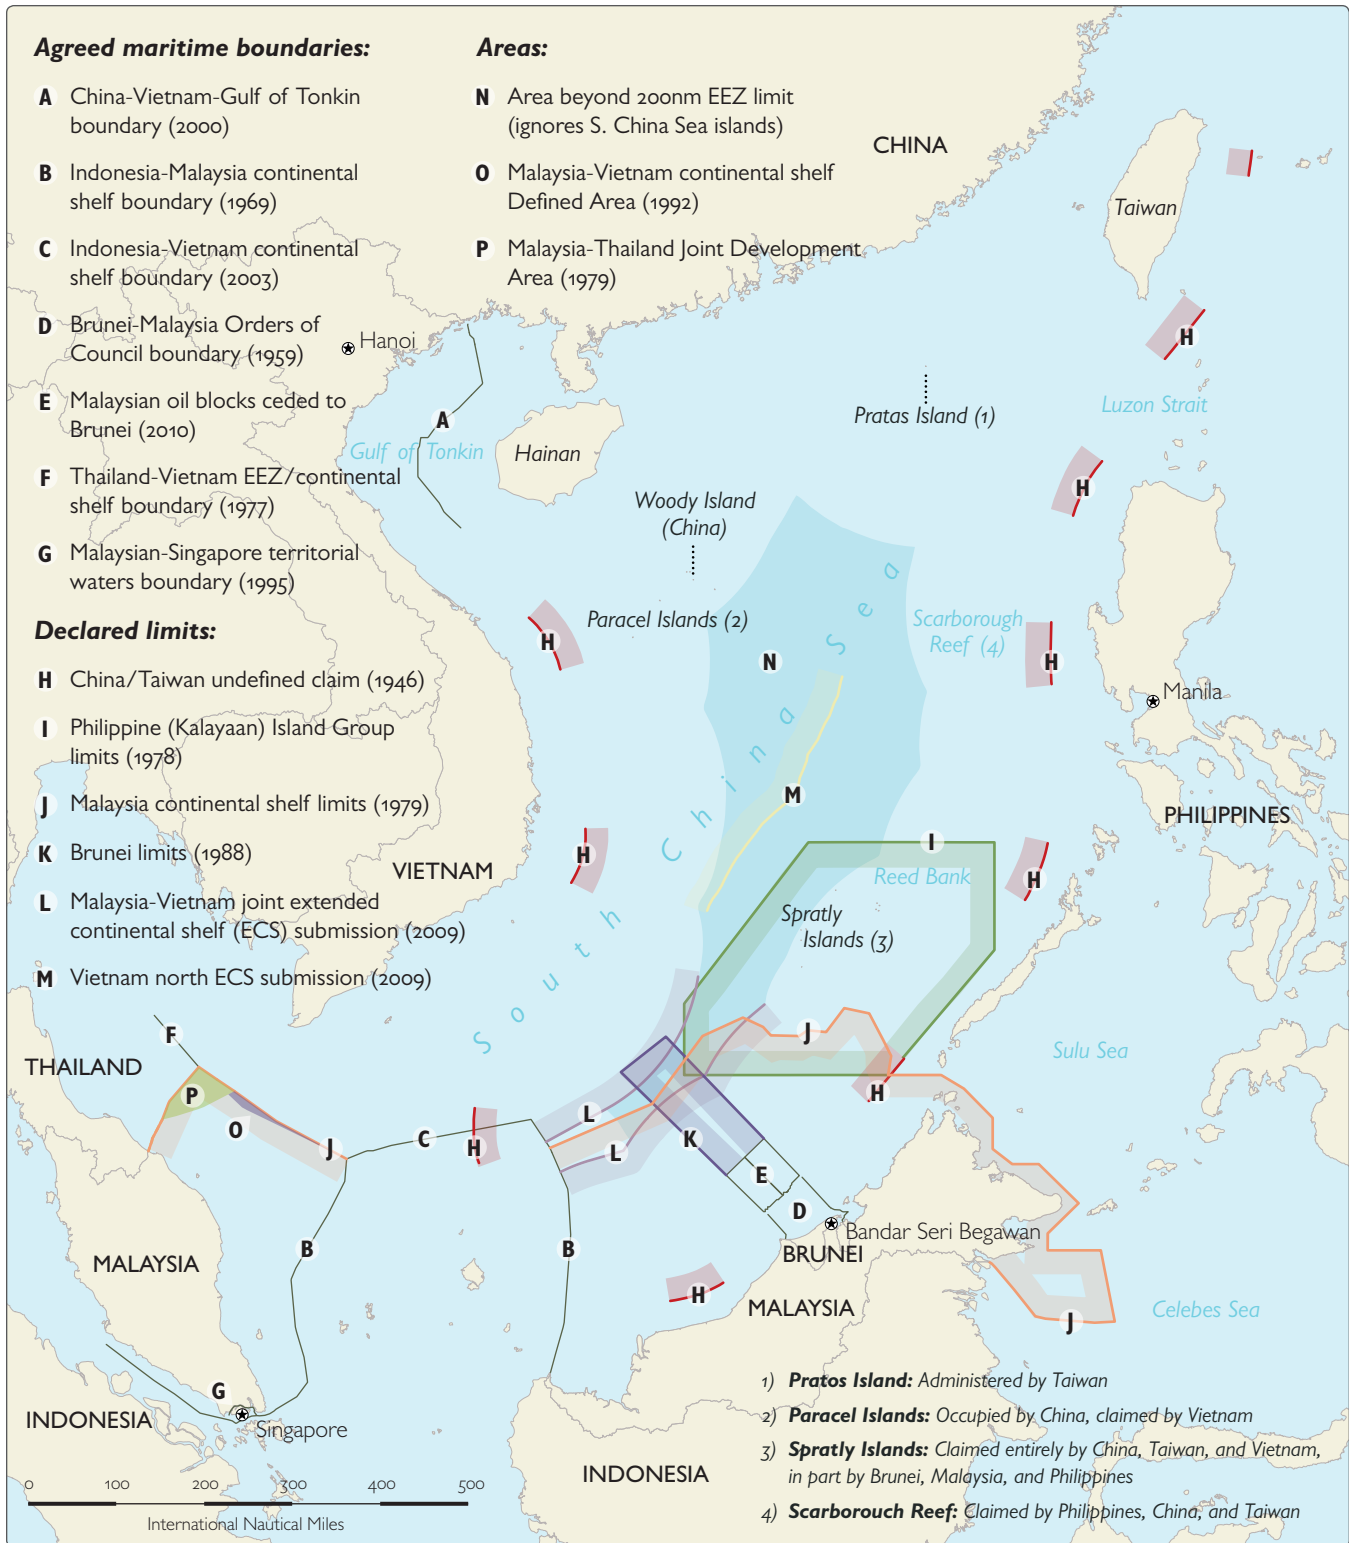 Agreed maritime boundaries:
A China-Vietnam-Gulf of Tonkin
boundary (2000)
B Indonesia-Malaysia continental
shelf boundary (1969)
C Indonesia-Vietnam continental
shelf boundary (2003)
D Brunei-Malaysia Orders of
Council boundary (1959)
E Malaysian oil blocks ceded to
Brunei (2010)
F Thailand-Vietnam EEZ/continental
shelf boundary (1977)
G Malaysian-Singapore territorial
waters boundary (1995)
Declared limits:
H China/Taiwan undefined claim (1946)
I Philippine (Kalayaan) Island Group
limits (1978)
J Malaysia continental shelf limits (1979)
K Brunei limits (1988)
L Malaysia-Vietnam joint extended
continental shelf (ECS) submission (2009)
M Vietnam north ECS submission (2009)
Areas:
N Area beyond 200nm EEZ limit
(ignores S. China Sea islands)
O Malaysia-Vietnam continental shelf
Defined Area (1992)
P Malaysia-Thailand Joint Development
Area (1979)
CHINA
Taiwan
H
Hanoi
Luzon Strait
Pratas Island (1)
A
Gulf of Tonkin
Hainan
H
Woody Island
(China)
Paracel Islands (2)
Scarborough
Reef (4)
H
N
H
Manila
South China Sea
M
PHILIPPINES
I
H
VIETNAM
Reed Bank
H
Spratly
Islands (3)
F
J
Sulu Sea
THAILAND
P
O
J
C
H
L
L
K
H
E
D
Bandar Seri Begawan
BRUNEI
B
B
MALAYSIA
H
MALAYSIA
J
Celebes Sea
G
INDONESIA
Singapore
INDONESIA
1) Pratos Island: Administered by Taiwan
2) Paracel Islands: Occupied by China, claimed by Vietnam
3) Spratly Islands: Claimed entirely by China, Taiwan, and Vietnam,
in part by Brunei, Malaysia, and Philippines
4) Scarborouch Reef: Claimed by Philippines, China, and Taiwan
0 100 200 300 400 500
International Nautical Miles